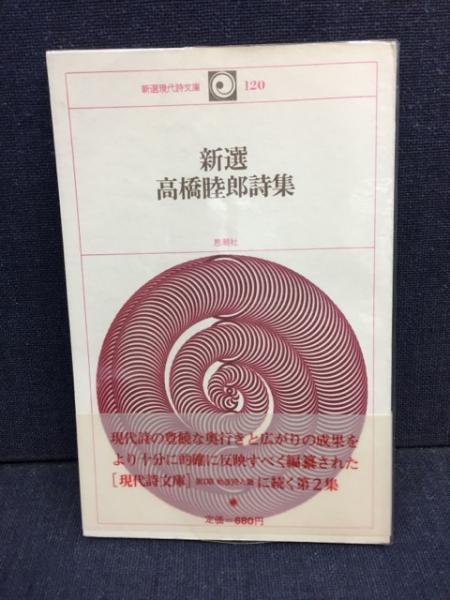 新選現代詩文庫 120
新選
高橋睦郎詩集
思潮社
現代詩の豊饒な奥行きと広がりの成果を
より十分に的確に反映すべく編纂された
[現代詩文庫] に続く第2集
定価=680円